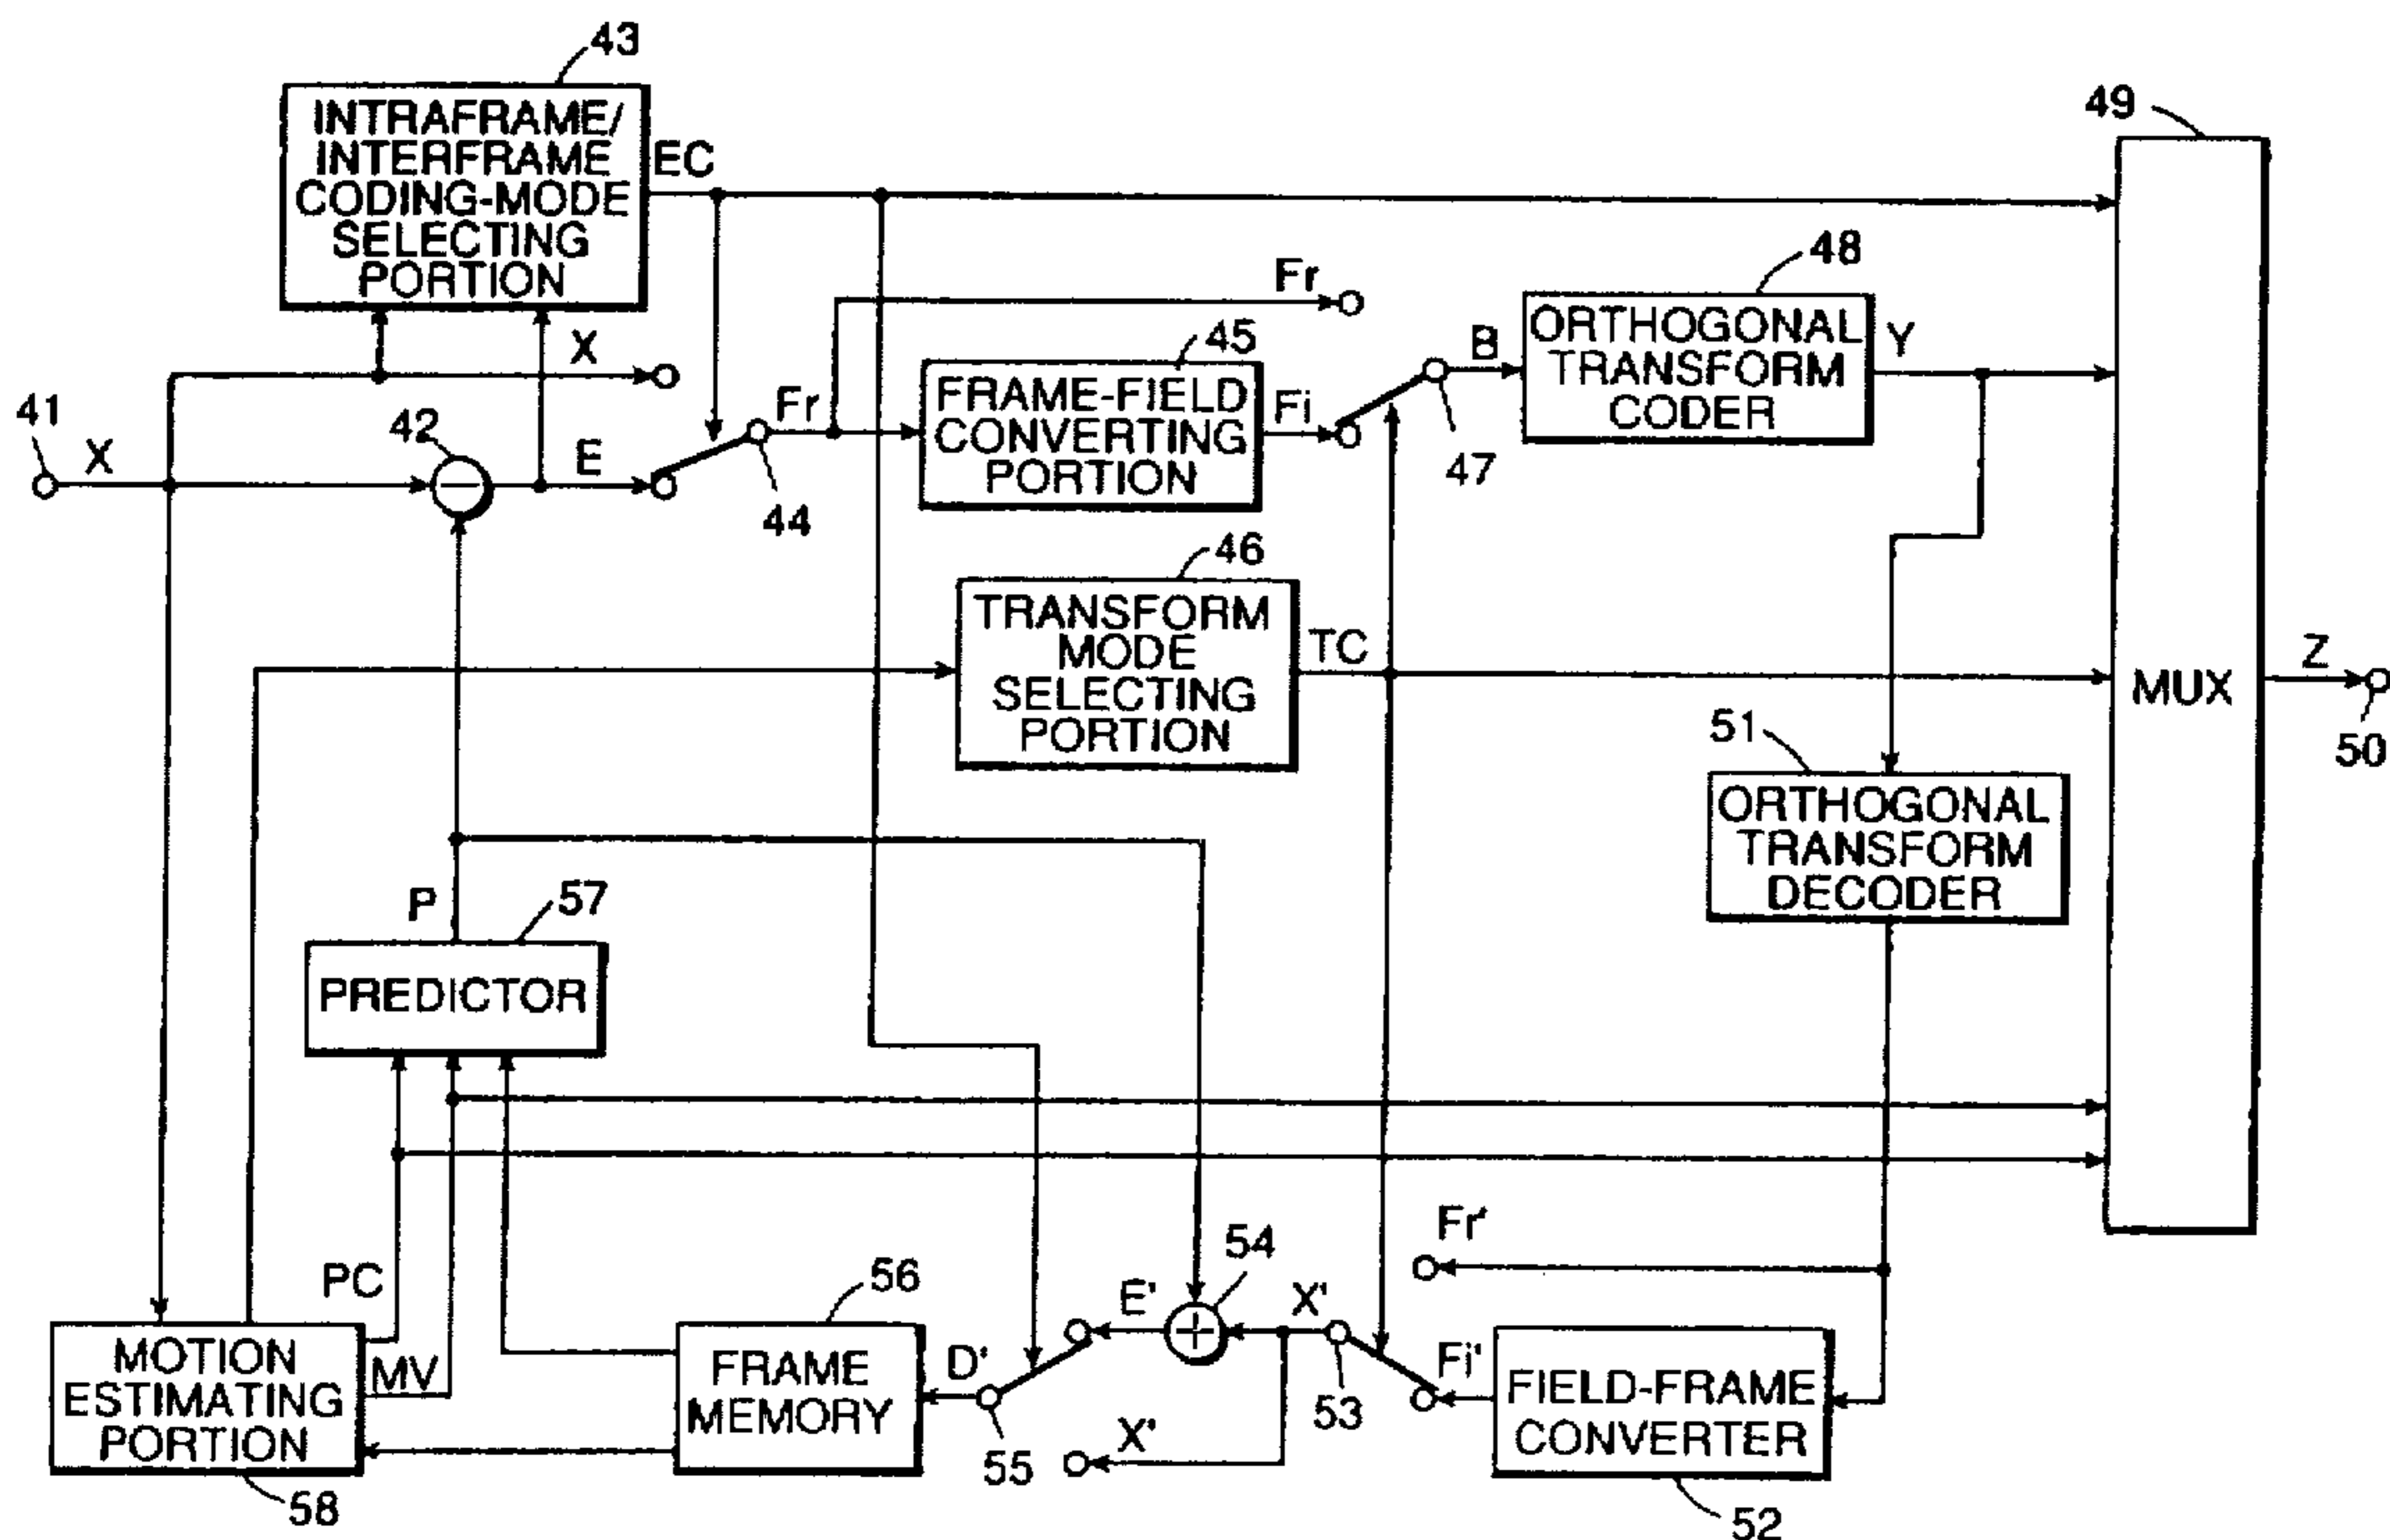 43
INTRAFRAME/
INTERFRAME
CODING-MODE
SELECTING
PORTION
EC
49
48
Fr
ORTHOGONAL
TRANSFORM
CODER
Y
X
45
B
FRAME-FIELD
CONVERTING
PORTION
Fr
Fi
41
X
42
E
44
47
46
TRANSFORM
MODE
SELECTING
PORTION
TC
MUX
Z
50
51
ORTHOGONAL
TRANSFORM
DECODER
P
57
PREDICTOR
Fr'
54
PC
56
E'
X'
MOTION
ESTIMATING
PORTION
MV
FRAME
MEMORY
D'
Fi'
FIELD-FRAME
CONVERTER
53
X'
55
58
52